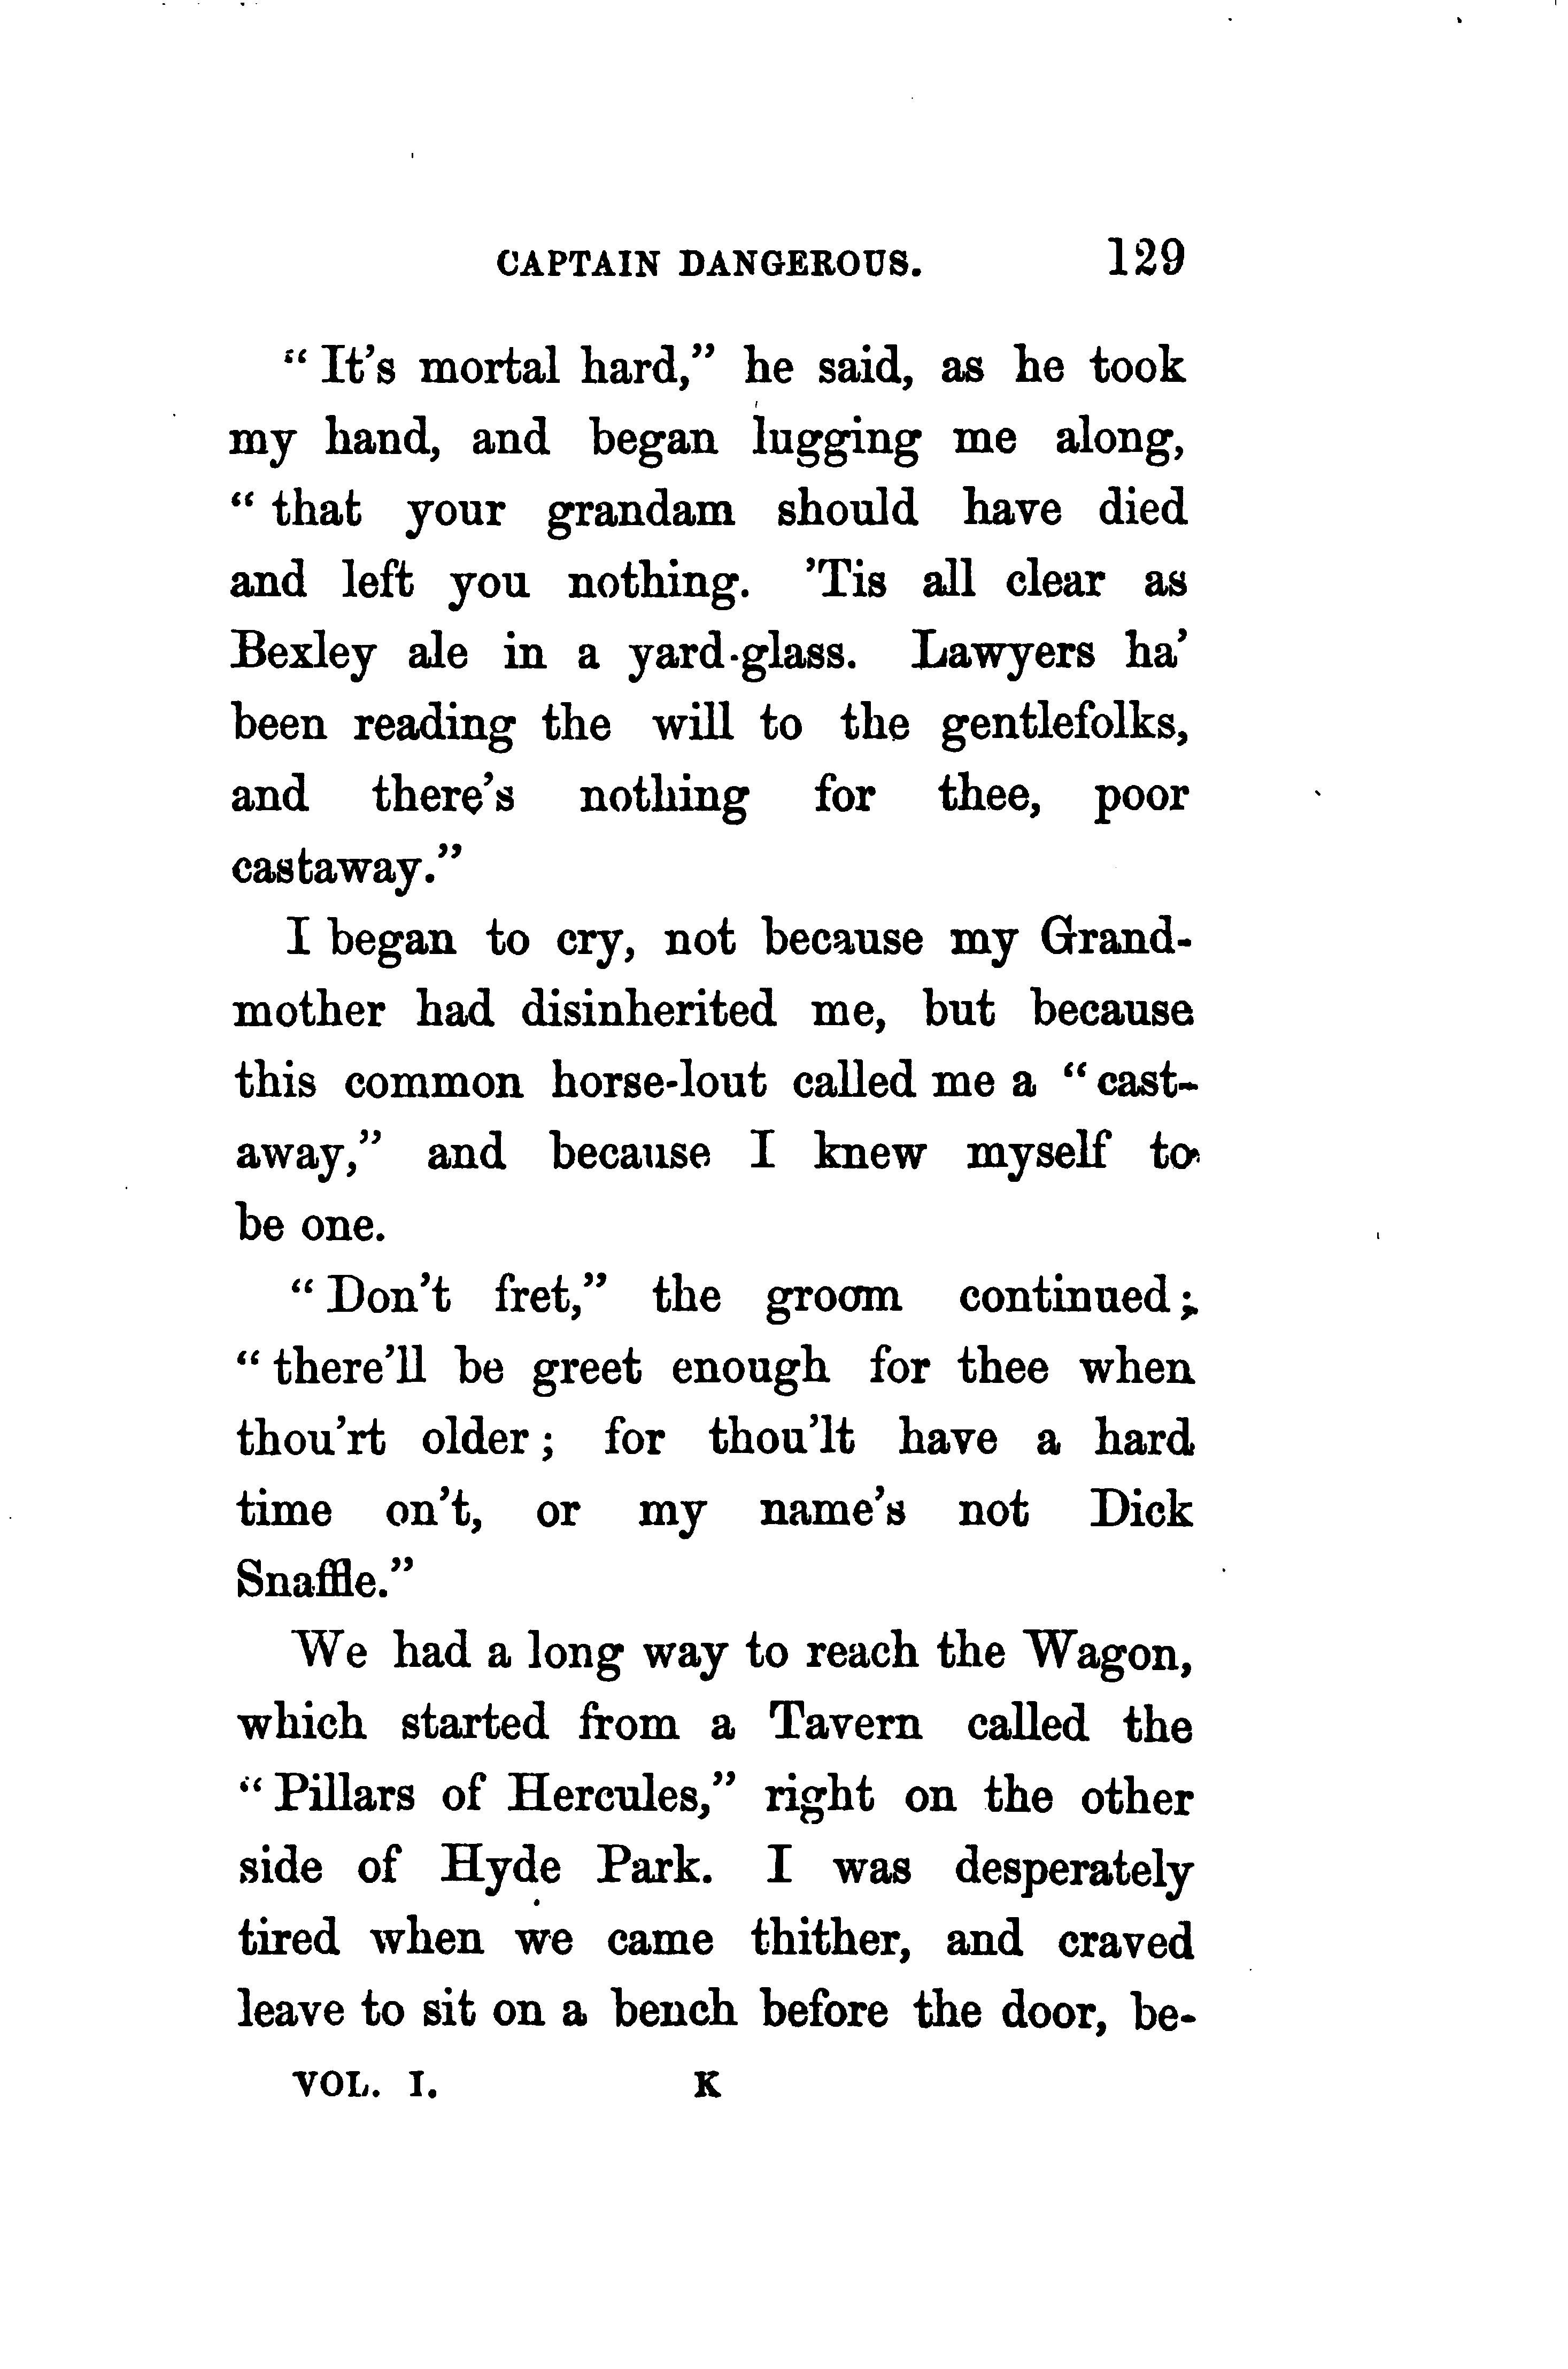 CAPTAIN DANGEROUS. 129
“It's mortal hard,” he said, as he took
my hand, and began lugging me along,
“that your grandam should have died
and left you nothing. 'Tis all clear as
Bexley ale in a yard-glass. Lawyers ha'
been reading the will to the gentlefolks,
and there's nothing for thee, poor
castaway.”
I began to cry, not because my Grand-
mother had disinherited me, but because
this common horse-lout called me a “cast-
away,” and because I knew myself to
be one.
“Don't fret,” the groom continued;
“there'll be greet enough for thee when
thou'rt older; for thou'lt have a hard
time on't, or my name's not Dick
Snaffle.”
We had a long way to reach the Wagon,
which started from a Tavern called the
“Pillars of Hercules,” right on the other
side of Hyde Park. I was desperately
tired when we came thither, and craved
leave to sit on a bench before the door, be-
VOL. I. K